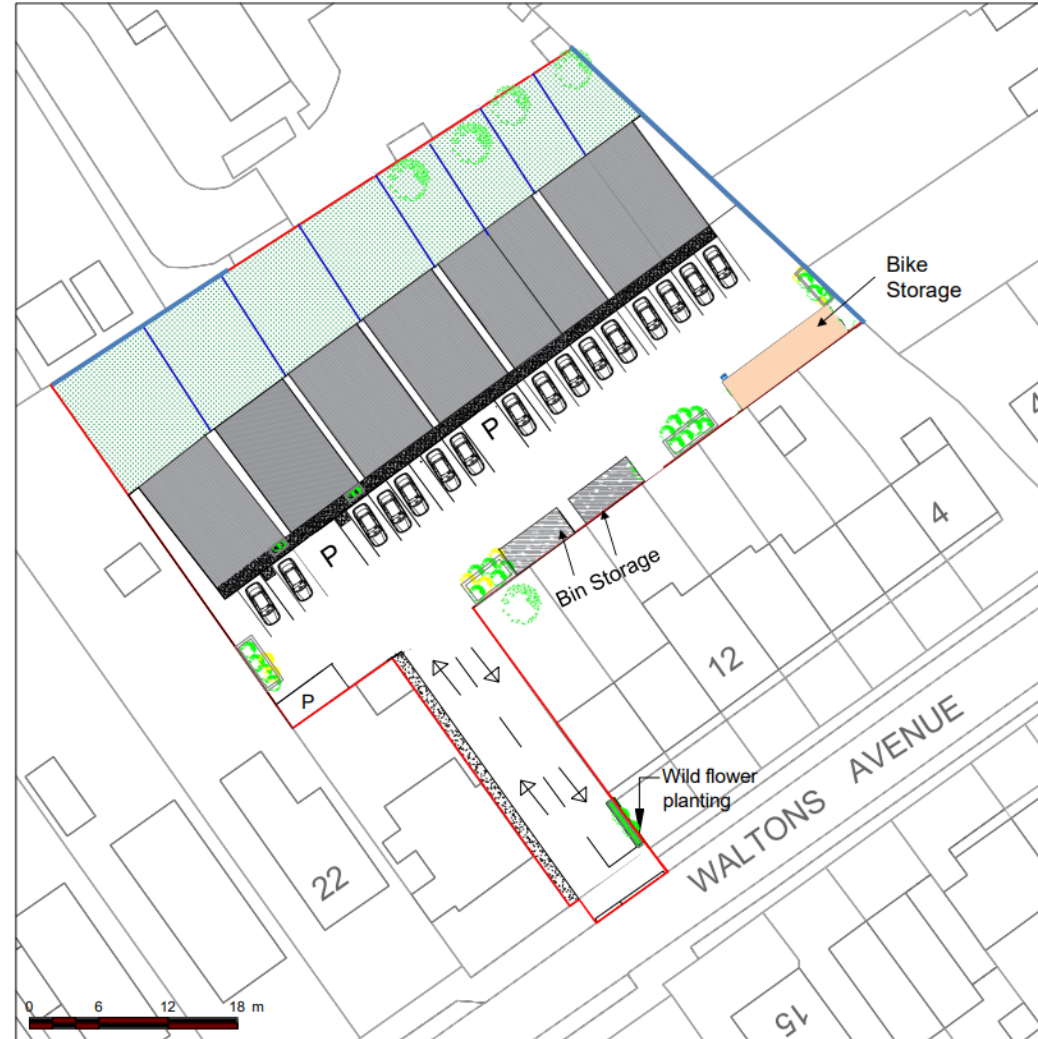 Bike
Storage
P
P
4
4
Bin Storage
12
P
WALTONS AVENUE
Wild flower
planting
22
0 6 12 18 m
15